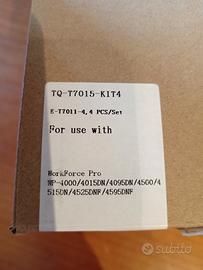 TQ-T7015-KIT4
E-T7011-4,4 PCS/Set
For use with
WorkForce Pro
WP-4000/4015DN/4095DN/4500/4
515DN/4525DNF/4595DNF
subito